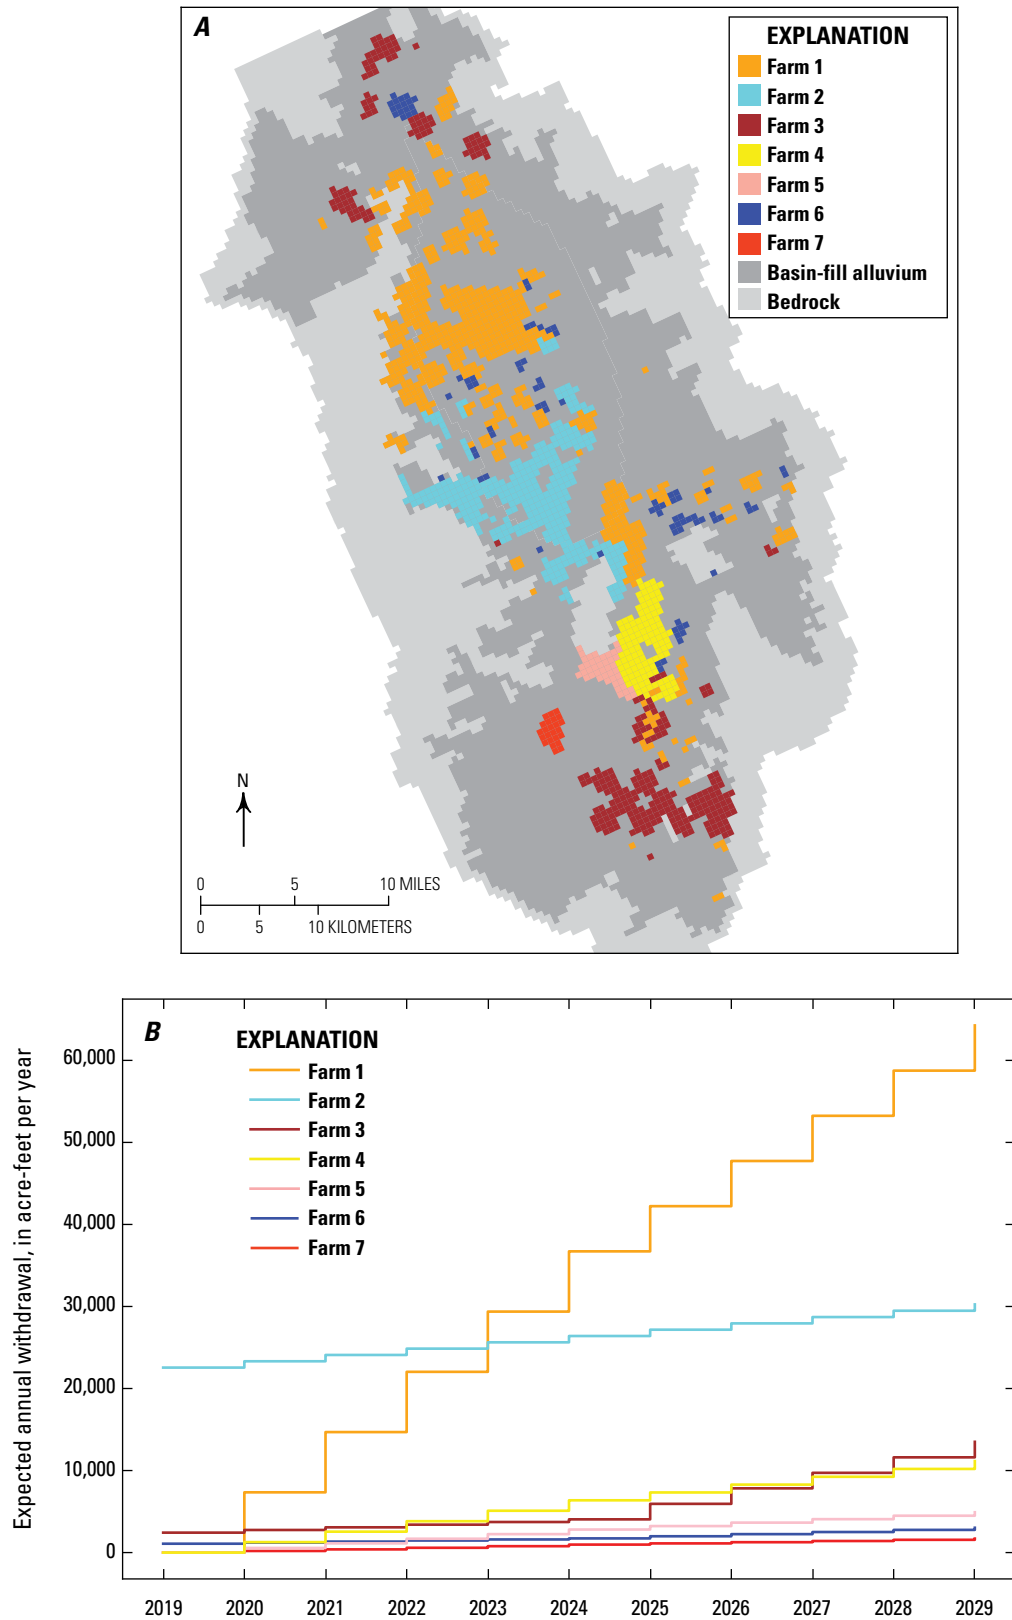 A
EXPLANATION
Farm 1
Farm 2
Farm 3
Farm 4
Farm 5
Farm 6
Farm 7
Basin-fill alluvium
Bedrock
N
0 5 10 MILES
0 5 10 KILOMETERS
B
EXPLANATION
Farm 1
Farm 2
Farm 3
Farm 4
Farm 5
Farm 6
Farm 7
Expected annual withdrawal, in acre-feet per year
60,000
50,000
40,000
30,000
20,000
10,000
0
2019 2020 2021 2022 2023 2024 2025 2026 2027 2028 2029